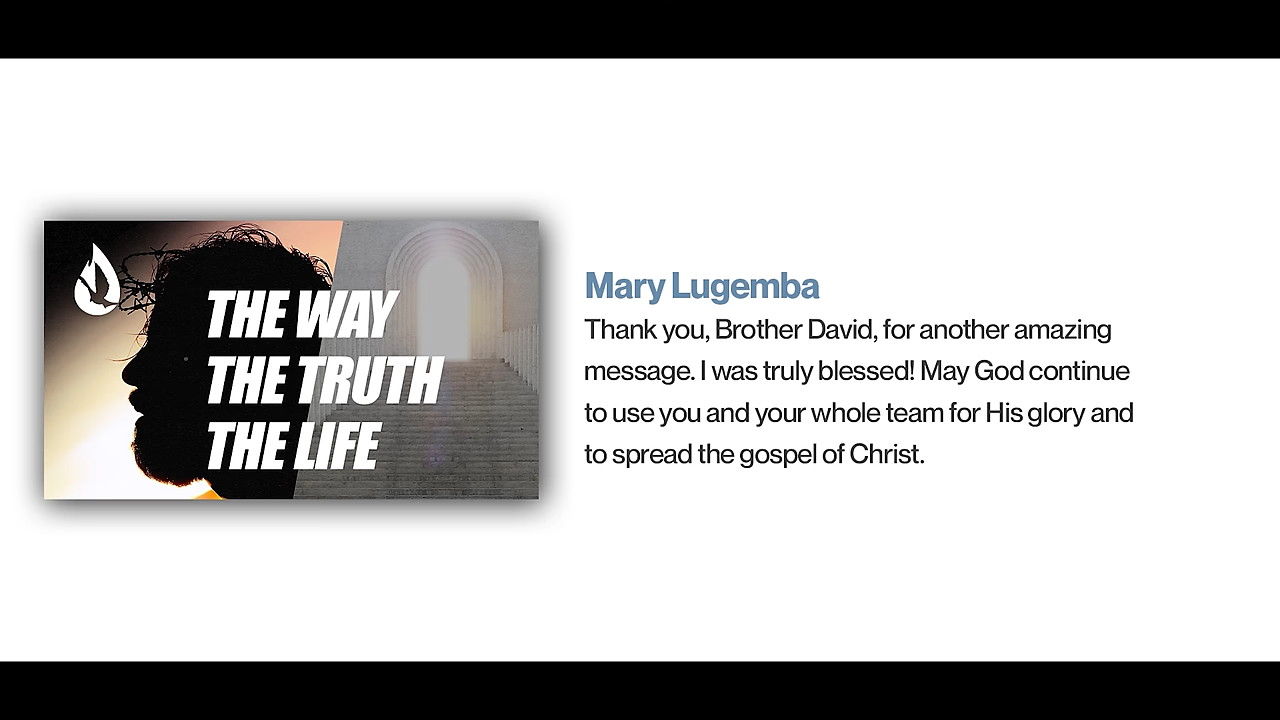 THE WAY
THE TRUTH
THE LIFE
Mary Lugemba
Thank you, Brother David, for another amazing
message. I was truly blessed! May God continue
to use you and your whole team for His glory and
to spread the gospel of Christ.